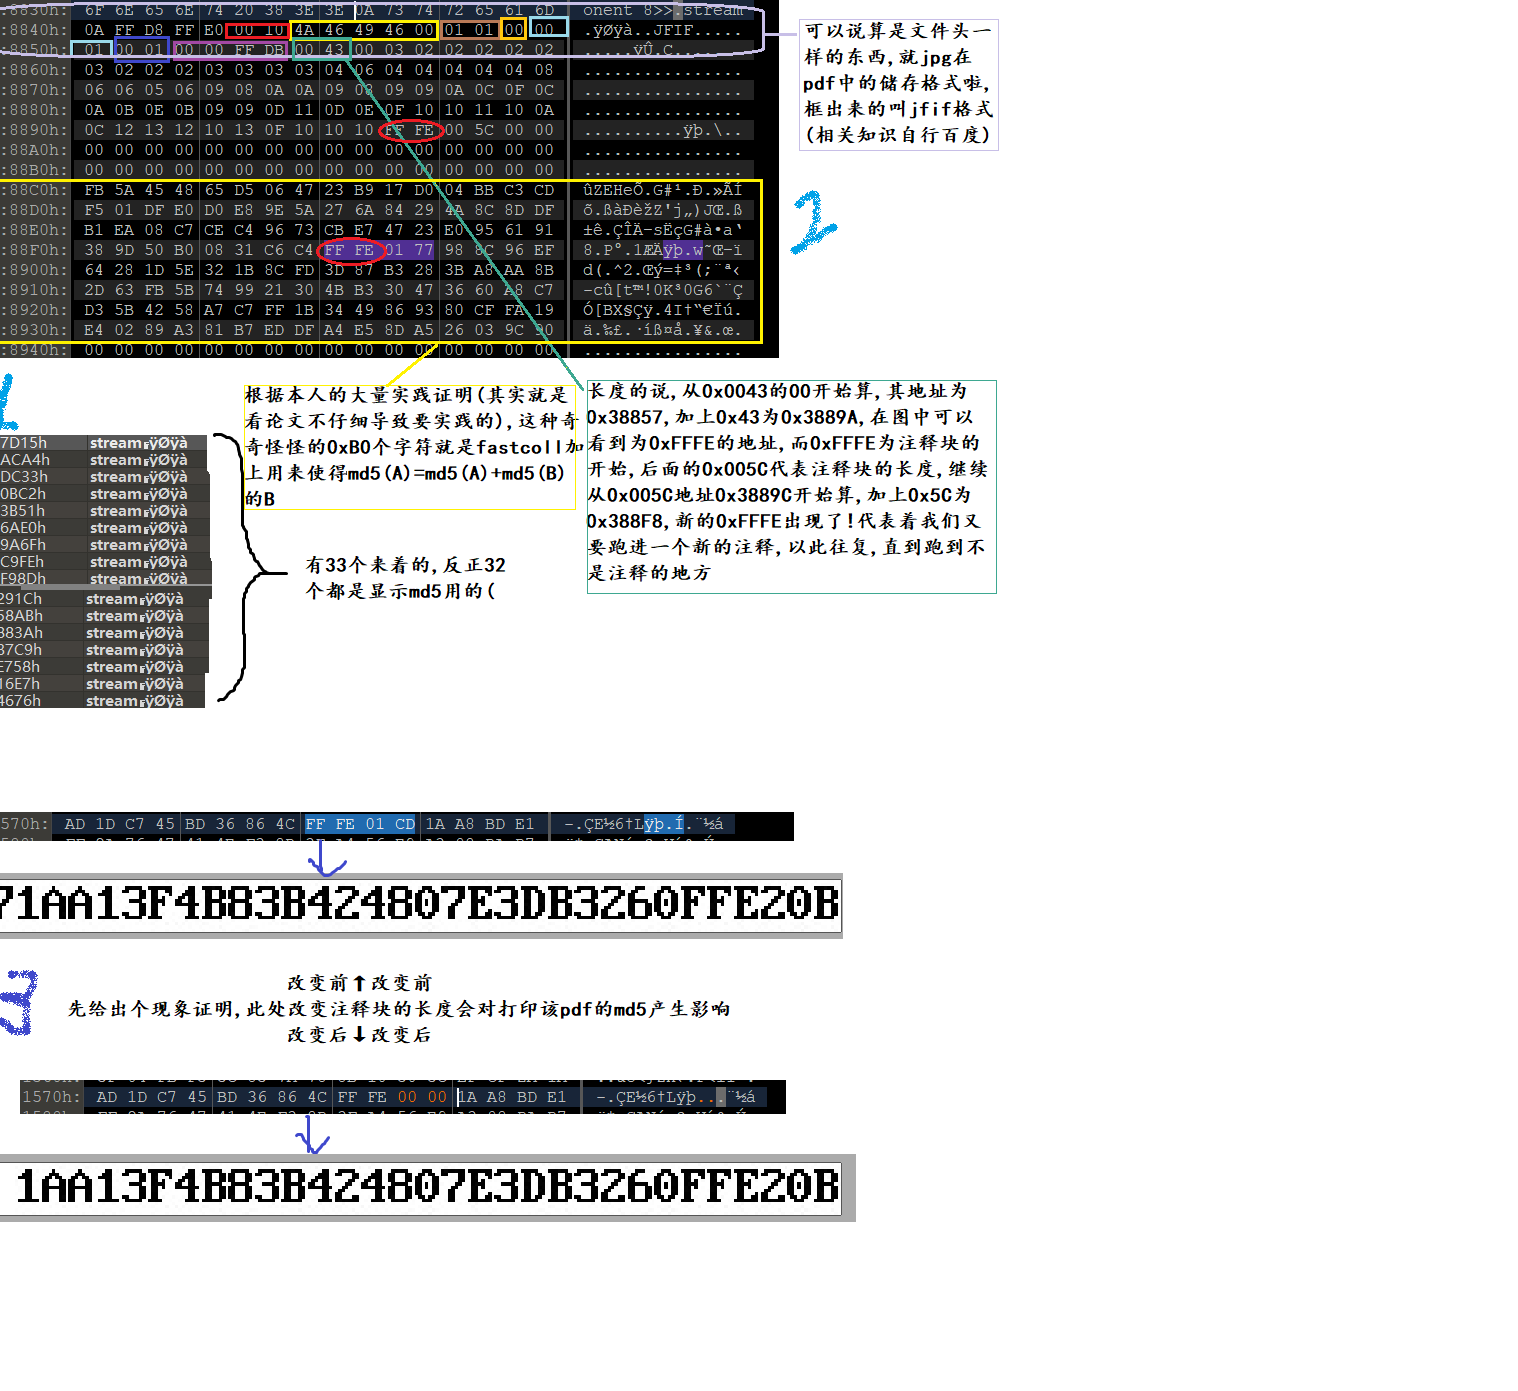 :8830h: 6F 6E 65 6E 74 20 38 3E 3E 0A 73 74 72 65 61 6D onent 8>>.stream
:8840h: 0A FF D8 FF E0 00 10 4A 46 49 46 00 01 01 00 00 .ÿØÿà..JFIF.....
:8850h: 01 00 01 00 00 FF DB 00 43 00 03 02 02 02 02 02 .....ÿÛ.C.......
:8860h: 03 02 02 02 03 03 03 03 04 06 04 04 04 04 04 08 ................
:8870h: 06 06 05 06 09 08 0A 0A 09 08 09 09 0A 0C 0F 0C ................
:8880h: 0A 0B 0E 0B 09 09 0D 11 0D 0E 0F 10 10 11 10 0A ................
:8890h: 0C 12 13 12 10 13 0F 10 10 10 FF FE 00 5C 00 00 ..........ÿþ.\..
:88A0h: 00 00 00 00 00 00 00 00 00 00 00 00 00 00 00 00 ................
:88B0h: 00 00 00 00 00 00 00 00 00 00 00 00 00 00 00 00 ................
:88C0h: FB 5A 45 48 65 D5 06 47 23 B9 17 D0 04 BB C3 CD ûZEHeÕ.G#¹.Ð.»ÃÍ
:88D0h: F5 01 DF E0 D0 E8 9E 5A 27 6A 84 29 4A 8C 8D DF õ.ßàÐèžZ'j„)JŒ.ß
:88E0h: B1 EA 08 C7 CE C4 96 73 CB E7 47 23 E0 95 61 91 ±ê.ÇÎÄ–sËçG#à•a‘
:88F0h: 38 9D 50 B0 08 31 C6 C4 FF FE 01 77 98 8C 96 EF 8.P°.1ÆÄÿþ.w˜Œ–ï
:8900h: 64 28 1D 5E 32 1B 8C FD 3D 87 B3 28 3B A8 AA 8B d(.^2.Œý=‡³(;¨ª‹
:8910h: 2D 63 FB 5B 74 99 21 30 4B B3 30 47 36 60 A8 C7 -cû[t™!0K³0G6`¨Ç
:8920h: D3 5B 42 58 A7 C7 FF 1B 34 49 86 93 80 CF FA 19 Ó[BX§Çÿ.4I†“€Ïú.
:8930h: E4 02 89 A3 81 B7 ED DF A4 E5 8D A5 26 03 9C 90 ä.‰£.·íß¤å.¥&.œ.
:8940h: 00 00 00 00 00 00 00 00 00 00 00 00 00 00 00 00 ................
可以说算是文件头一
样的东西,就jpg在
pdf中的储存格式啦,
框出来的叫jfif格式
(相关知识自行百度)
2
1
7D15h stream ÿØÿà
ACA4h stream ÿØÿà
DC33h stream ÿØÿà
0BC2h stream ÿØÿà
3B51h stream ÿØÿà
6AE0h stream ÿØÿà
9A6Fh stream ÿØÿà
C9FEh stream ÿØÿà
F98Dh stream ÿØÿà
291Ch stream ÿØÿà
58ABh stream ÿØÿà
883Ah stream ÿØÿà
B7C9h stream ÿØÿà
E758h stream ÿØÿà
16E7h stream ÿØÿà
4676h stream ÿØÿà
根据本人的大量实践证明(其实就是
看论文不仔细导致要实践的),这种奇
奇怪怪的0xB0个字符就是fastcoll加
上用来使得md5(A)=md5(A)+md5(B)
的B
有33个来着的,反正32
个都是显示md5用的(
长度的说,从0x0043的00开始算,其地址为
0x38857,加上0x43为0x3889A,在图中可以
看到为0xFFFE的地址,而0xFFFE为注释块的
开始,后面的0x005C代表注释块的长度,继续
从0x005C地址0x3889C开始算,加上0x5C为
0x388F8,新的0xFFFE出现了!代表着我们又
要跑进一个新的注释,以此往复,直到跑到不
是注释的地方
570h: AD 1D C7 45 BD 36 86 4C FF FE 01 CD 1A A8 BD E1 -.ÇE½6†Lÿþ.Í.¨½á
71AA13F4B83B424807E3DB3260FFE20B
3
改变前↑改变前
先给出个现象证明,此处改变注释块的长度会对打印该pdf的md5产生影响
改变后↓改变后
1570h: AD 1D C7 45 BD 36 86 4C FF FE 00 00 1A A8 BD E1 -.ÇE½6†Lÿþ...¨½á
1AA13F4B83B424807E3DB3260FFE20B